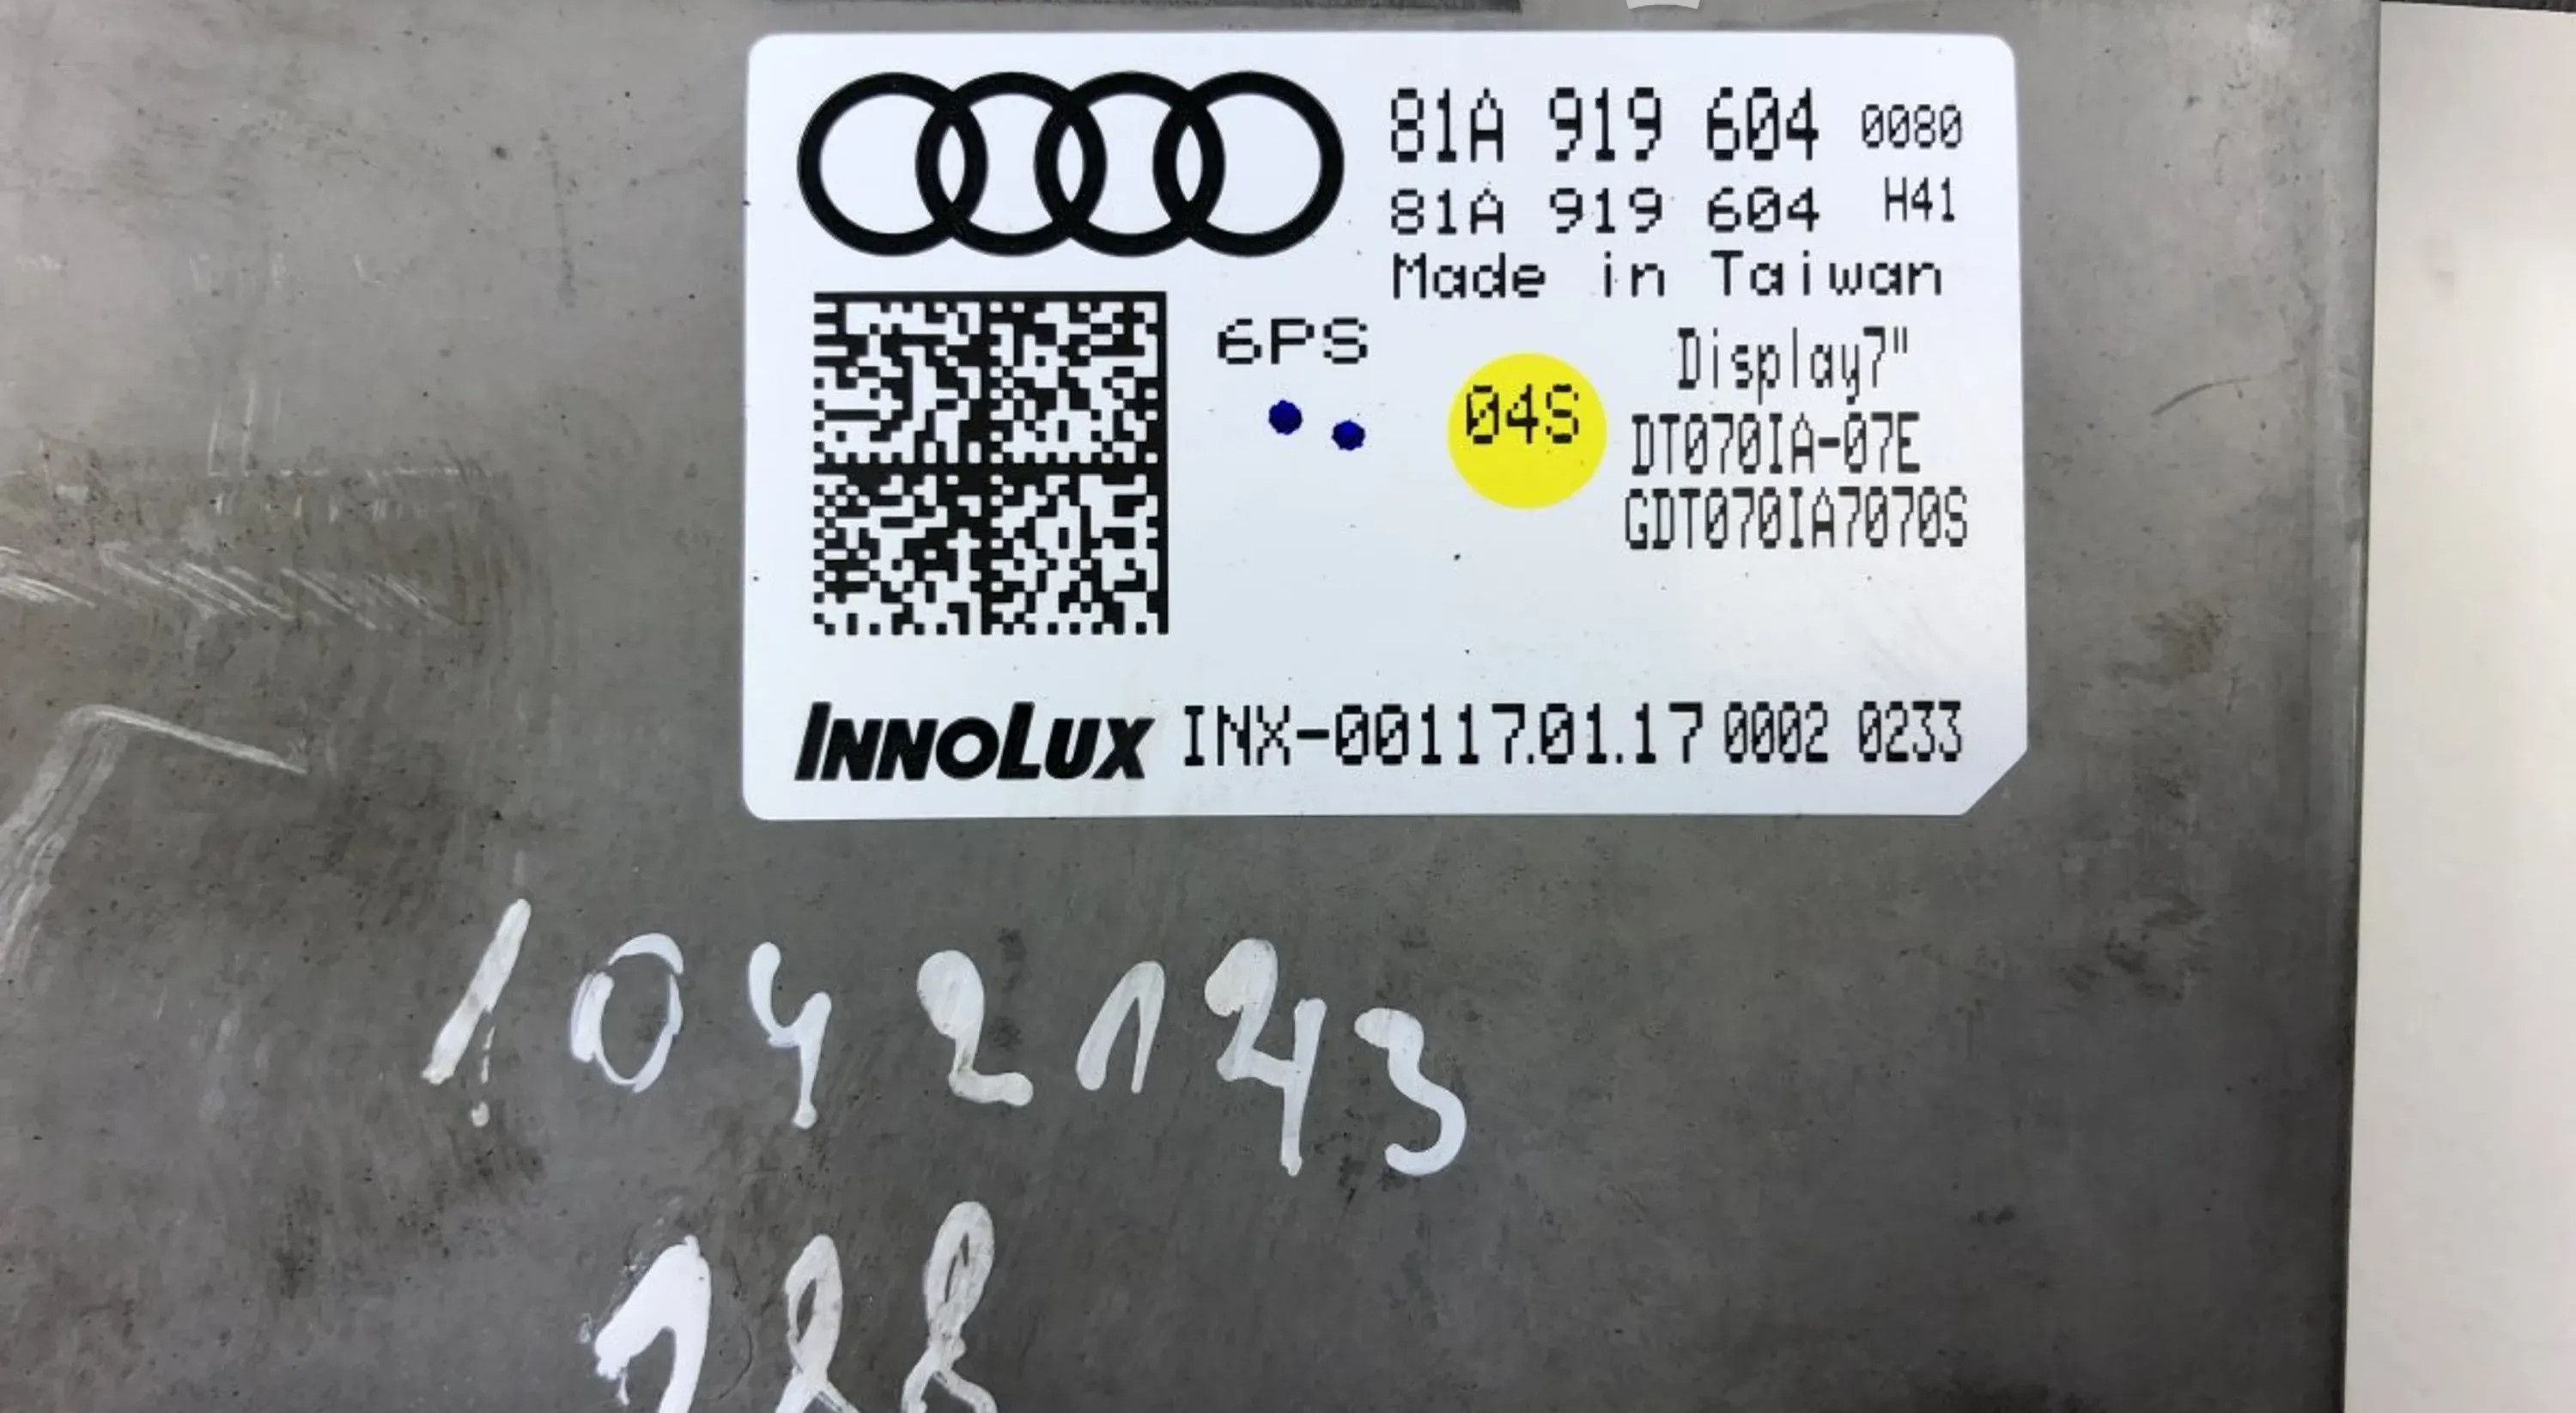 81A 919 604 0080
81A 919 604 H41
Made in Taiwan
6PS
04S
Display7"
DT070IA-07E
GDT070IA7070S
INNOLUX INX-00117.01.17 0002 0233
1042123